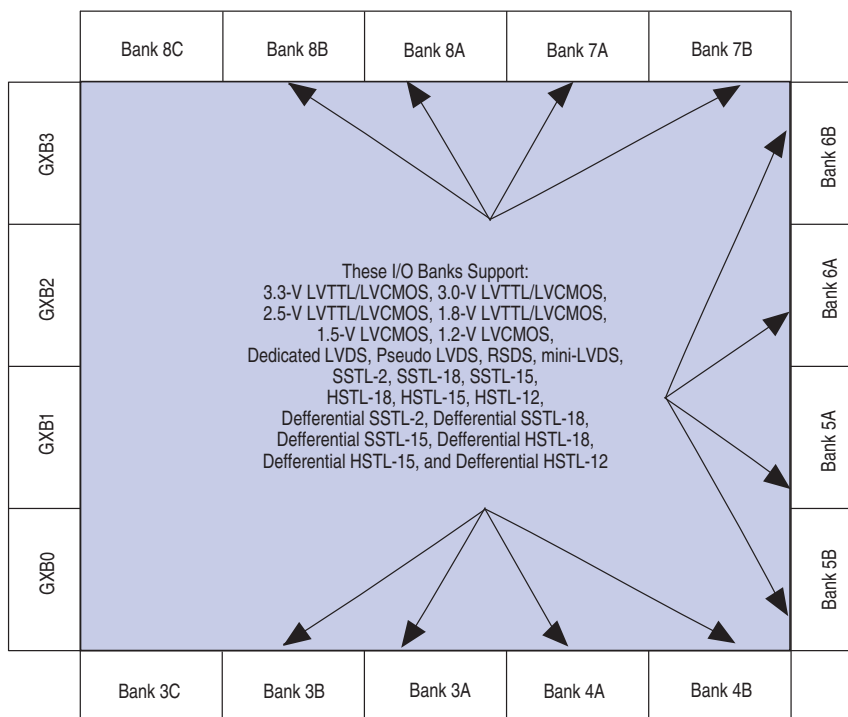 Bank 8C
Bank 8B
Bank 8A
Bank 7A
Bank 7B
GXB3
GXB2
GXB1
GXB0
Bank 6B
Bank 6A
Bank 5A
Bank 5B
These I/O Banks Support:
3.3-V LVTTL/LVCMOS, 3.0-V LVTTL/LVCMOS,
2.5-V LVTTL/LVCMOS, 1.8-V LVTTL/LVCMOS,
1.5-V LVCMOS, 1.2-V LVCMOS,
Dedicated LVDS, Pseudo LVDS, RSDS, mini-LVDS,
SSTL-2, SSTL-18, SSTL-15,
HSTL-18, HSTL-15, HSTL-12,
Defferential SSTL-2, Defferential SSTL-18,
Defferential SSTL-15, Defferential HSTL-18,
Defferential HSTL-15, and Defferential HSTL-12
Bank 3C
Bank 3B
Bank 3A
Bank 4A
Bank 4B